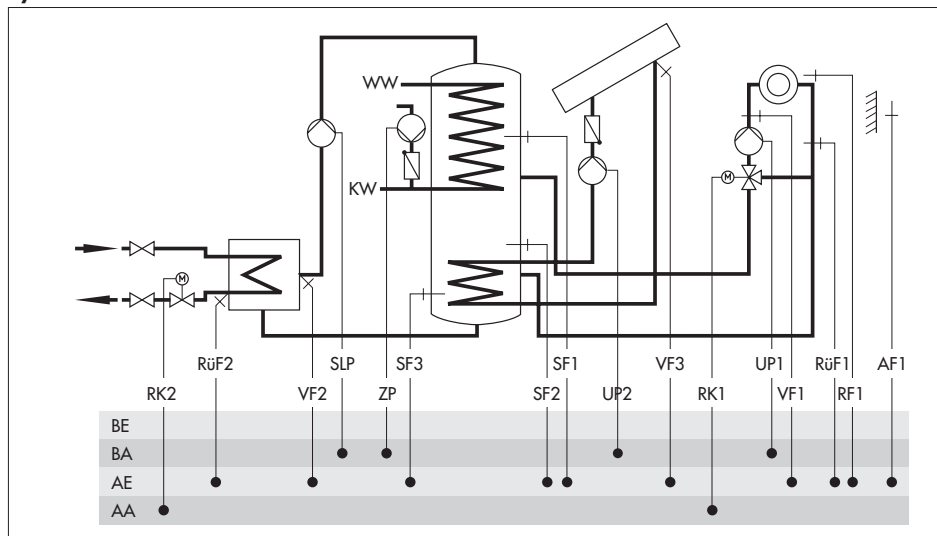 WW
KW
M
M
RüF2 SLP SF3 SF1 VF3 UP1 RüF1 AF1
RK2 VF2 ZP SF2 UP2 RK1 VF1 RF1
BE
BA
AE
AA